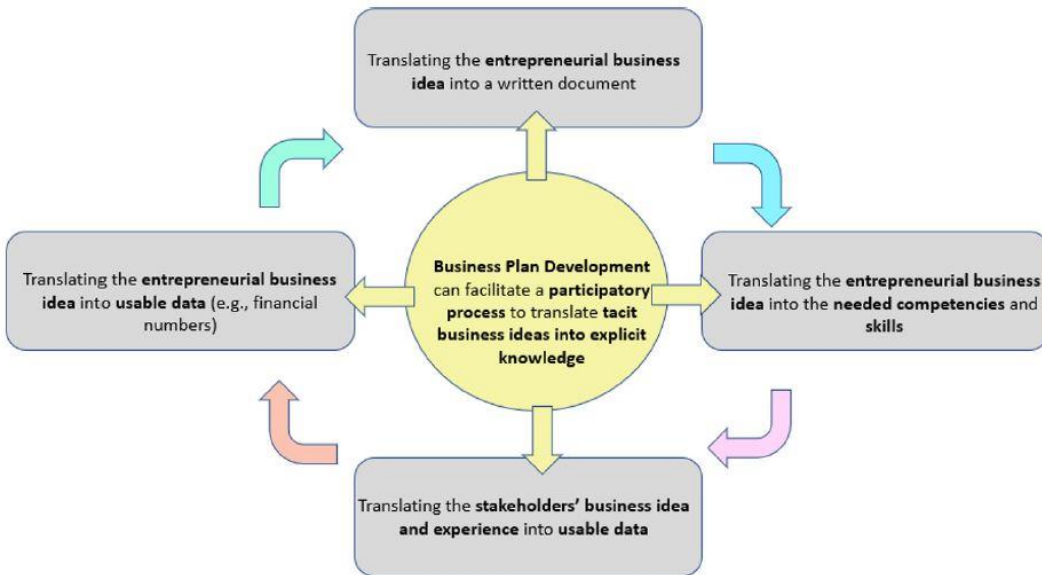 Translating the entrepreneurial business
idea into a written document
Translating the entrepreneurial business
idea into usable data (e.g., financial
numbers)
Business Plan Development
can facilitate a participatory
process to translate tacit
business ideas into explicit
knowledge
Translating the entrepreneurial business
idea into the needed competencies and
skills
Translating the stakeholders’ business idea
and experience into usable data